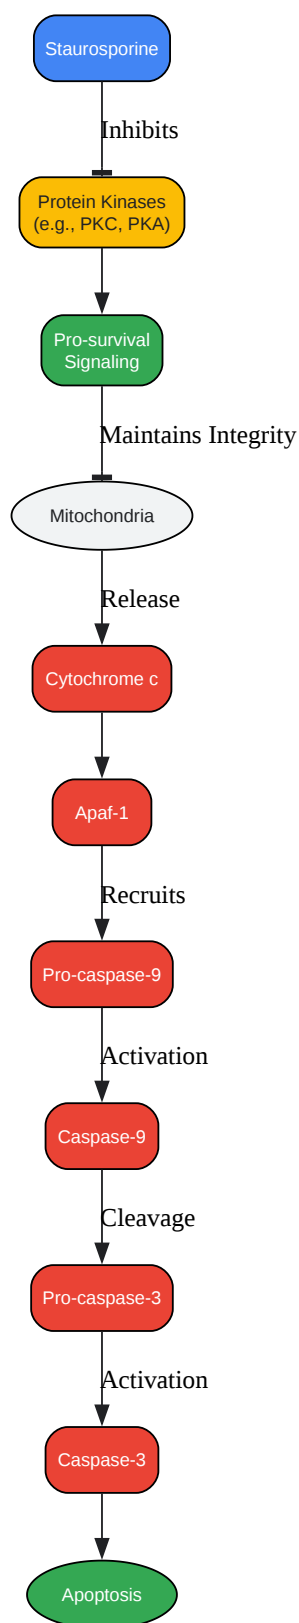 Staurosporine
Inhibits
Protein Kinases
(e.g., PKC, PKA)
Pro-survival
Signaling
Maintains Integrity
Mitochondria
Release
Cytochrome c
Apaf-1
Recruits
Pro-caspase-9
Activation
Caspase-9
Cleavage
Pro-caspase-3
Activation
Caspase-3
Apoptosis